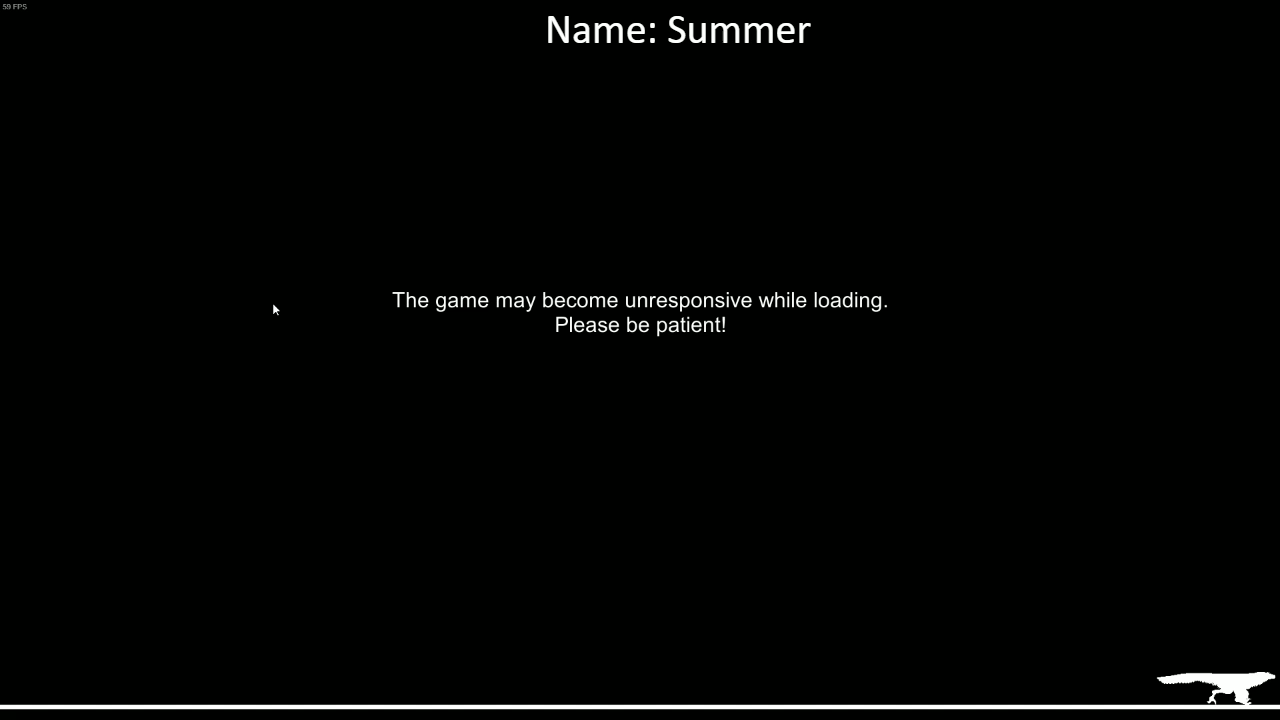 59 FPS
Name: Summer
The game may become unresponsive while loading.
Please be patient!